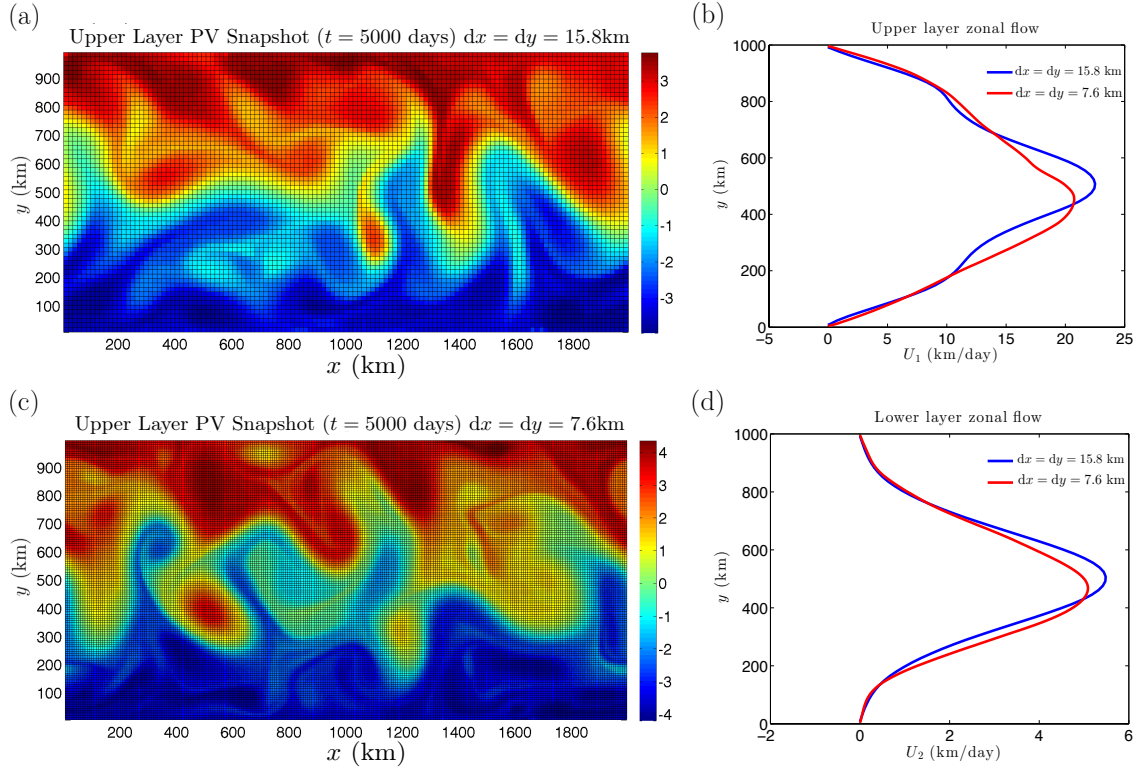 (a)
Upper Layer PV Snapshot (t = 5000 days) dx = dy = 15.8km
900
800
700
600
500
400
300
200
100
y (km)
200 400 600 800 1000 1200 1400 1600 1800
x (km)
3
2
1
0
-1
-2
-3
(b)
Upper layer zonal flow
1000
800
600
400
200
0
y (km)
dx = dy = 15.8 km
dx = dy = 7.6 km
−5 0 5 10 15 20 25
U1 (km/day)
(c)
Upper Layer PV Snapshot (t = 5000 days) dx = dy = 7.6km
900
800
700
600
500
400
300
200
100
y (km)
200 400 600 800 1000 1200 1400 1600 1800
x (km)
4
3
2
1
0
-1
-2
-3
-4
(d)
Lower layer zonal flow
1000
800
600
400
200
0
y (km)
dx = dy = 15.8 km
dx = dy = 7.6 km
−2 0 2 4 6
U2 (km/day)